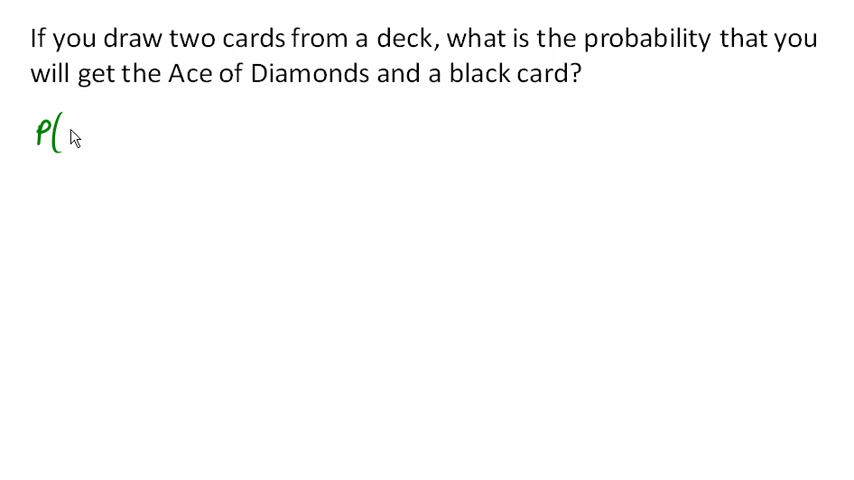 If you draw two cards from a deck, what is the probability that you
will get the Ace of Diamonds and a black card?
P(